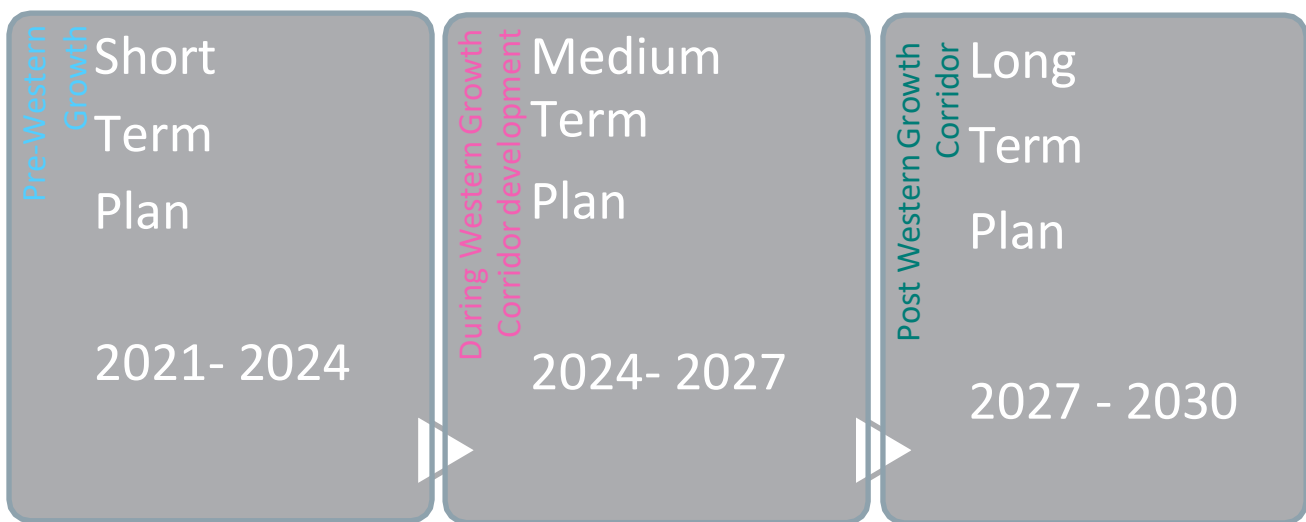 Pre-Western
Growth
Short
Term
Plan
2021- 2024
During Western Growth
Corridor development
Medium
Term
Plan
2024- 2027
Post Western Growth
Corridor
Long
Term
Plan
2027 - 2030